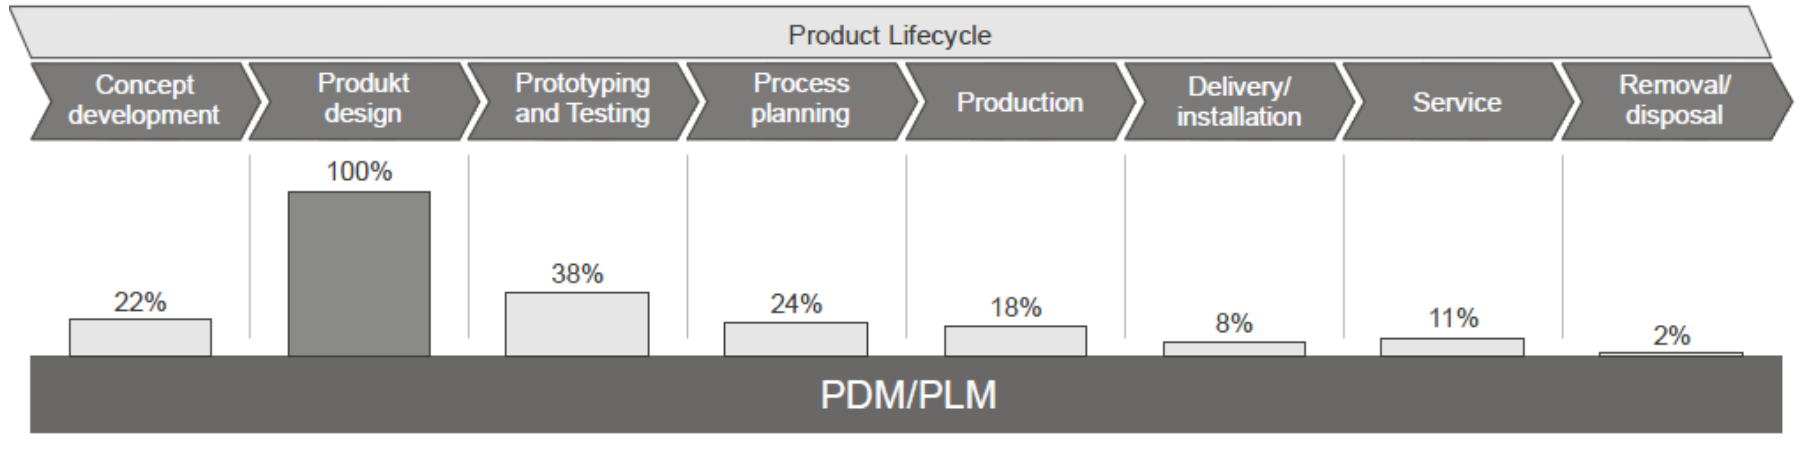 Product Lifecycle
Concept
development
Produkt
design
Prototyping
and Testing
Process
planning
Production
Delivery/
installation
Service
Removal/
disposal
22%
100%
38%
24%
18%
8%
11%
2%
PDM/PLM